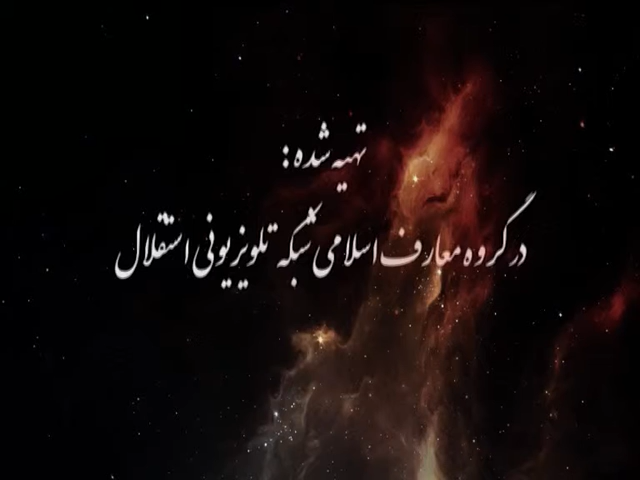 تهیه شده :
در گروه معارف اسلامی شبکه تلویزیونی استقلال